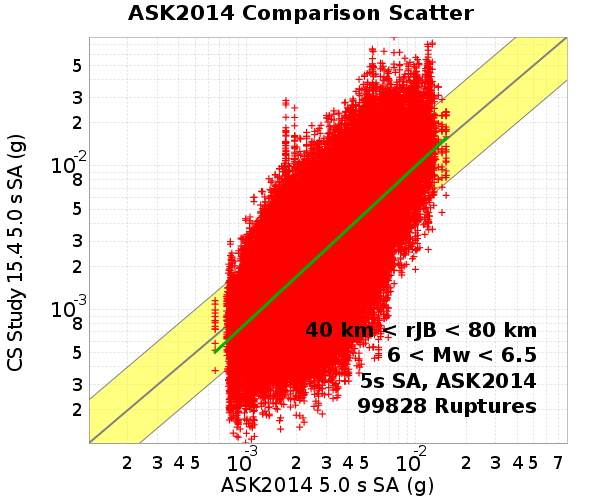 ASK2014 Comparison Scatter
CS Study 15.4 5.0 s SA (g)
5
3
2
10-2
8
5
3
2
10-3
8
5
3
2
40 km < rJB < 80 km
6 < Mw < 6.5
5s SA, ASK2014
99828 Ruptures
2 3 4 5 10-3 2 3 4 5 10-2 2 3 4 5 7
ASK2014 5.0 s SA (g)